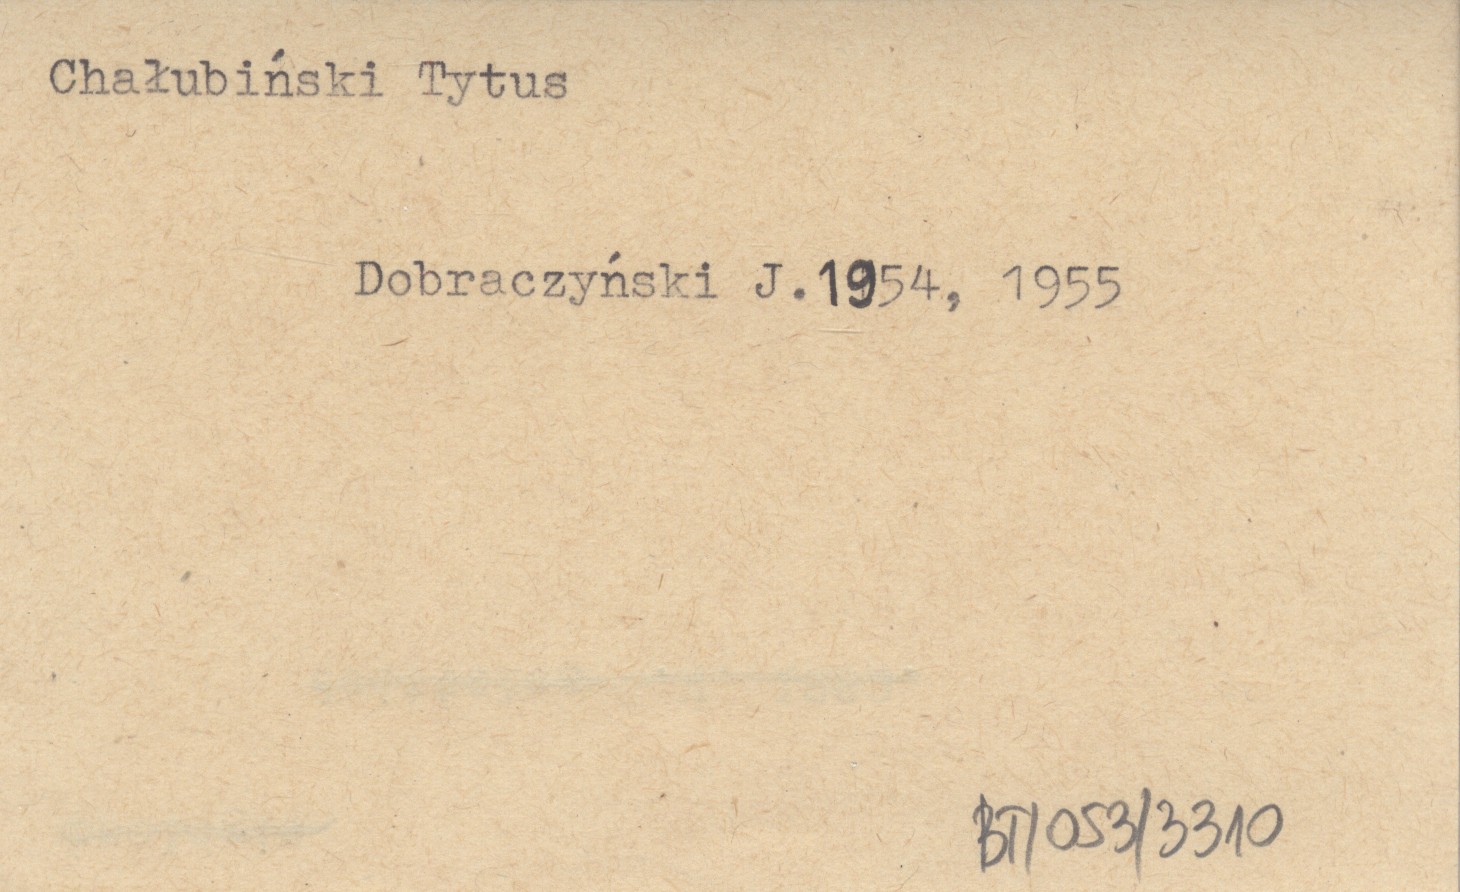 Chałubiński Tytus
Dobraczyński J.1954, 1955
BT/053/3310